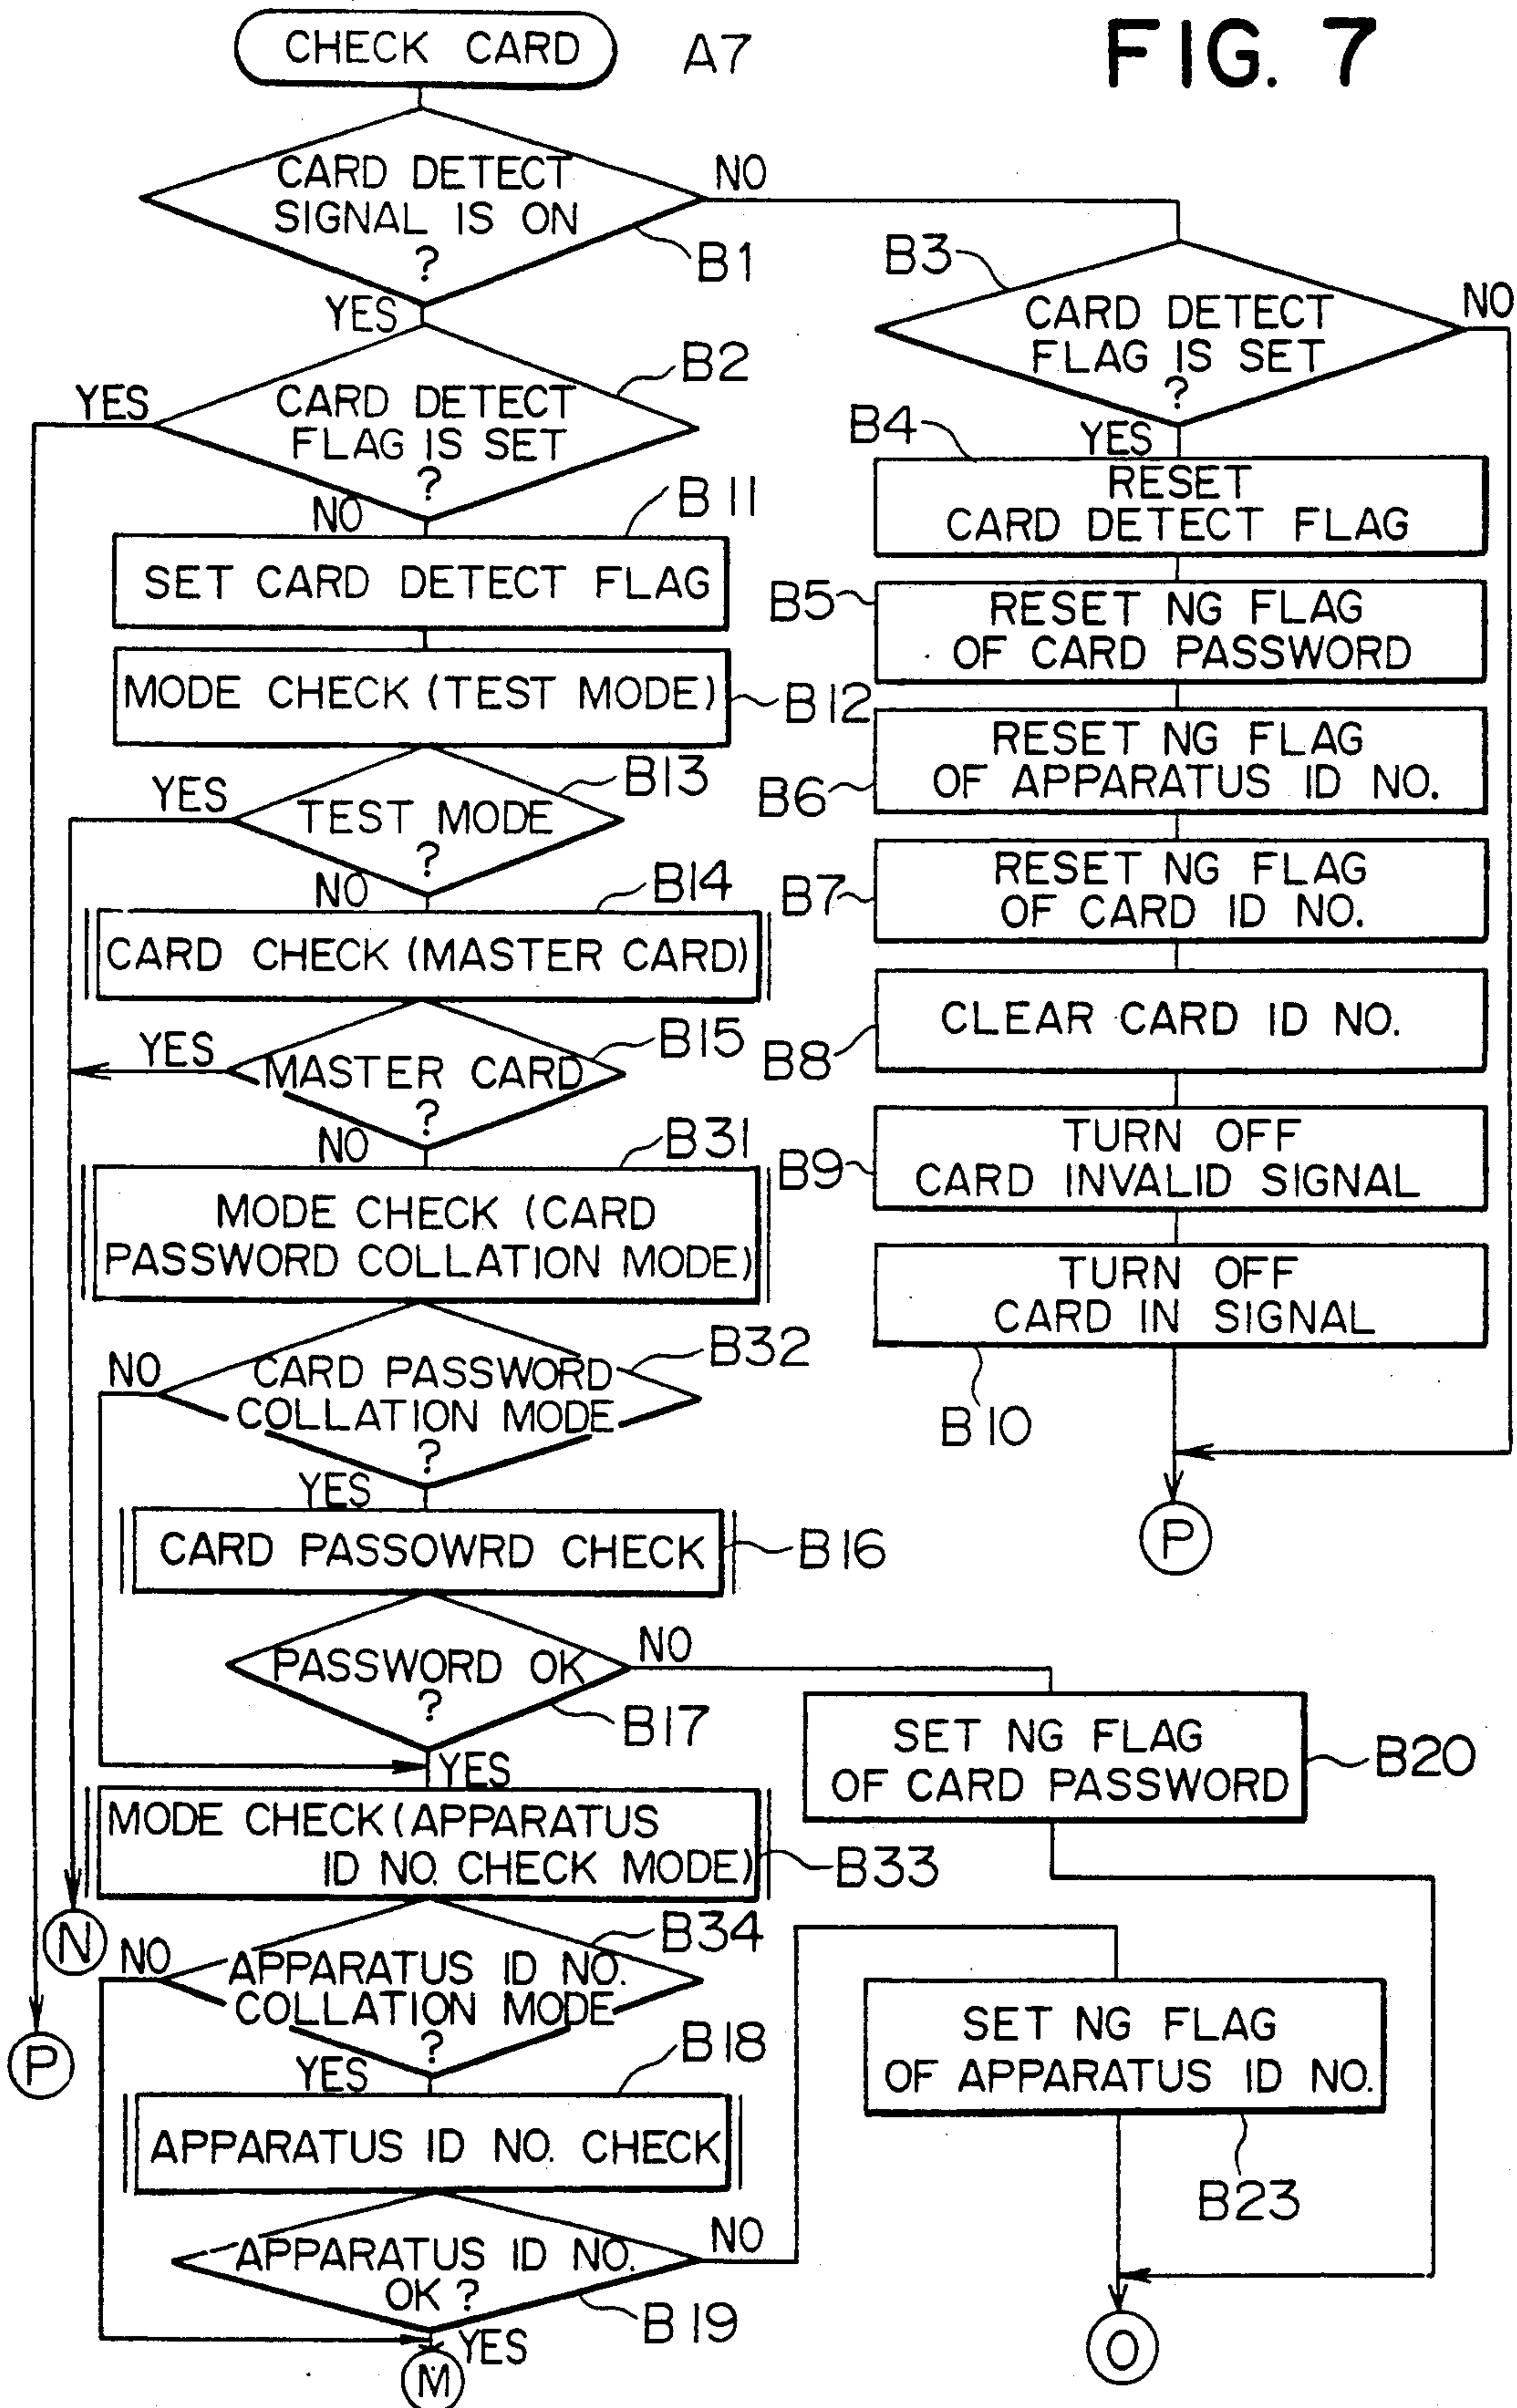 FIG. 7
CHECK CARD
A7
CARD DETECT
SIGNAL IS ON
?
B1
NO
YES
CARD DETECT
FLAG IS SET
?
B2
YES
NO
B11
SET CARD DETECT FLAG
MODE CHECK (TEST MODE)
B12
TEST MODE
?
B13
YES
NO
B14
CARD CHECK (MASTER CARD)
MASTER CARD
?
B15
YES
NO
B31
MODE CHECK (CARD
PASSWORD COLLATION MODE)
CARD PASSWORD
COLLATION MODE
?
B32
NO
YES
CARD PASSOWRD CHECK
B16
PASSWORD OK
?
B17
NO
YES
MODE CHECK (APPARATUS
ID NO. CHECK MODE)
B33
N
APPARATUS ID NO.
COLLATION MODE
?
B34
NO
YES
P
B18
APPARATUS ID NO. CHECK
APPARATUS ID NO.
OK ?
B19
NO
YES
M
B3
CARD DETECT
FLAG IS SET
?
NO
YES
B4
RESET
CARD DETECT FLAG
B5
RESET NG FLAG
OF CARD PASSWORD
B6
RESET NG FLAG
OF APPARATUS ID NO.
B7
RESET NG FLAG
OF CARD ID NO.
B8
CLEAR CARD ID NO.
B9
TURN OFF
CARD INVALID SIGNAL
TURN OFF
CARD IN SIGNAL
B10
P
SET NG FLAG
OF CARD PASSWORD
B20
SET NG FLAG
OF APPARATUS ID NO.
B23
O